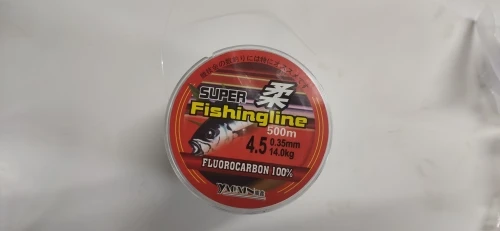 SUPER 柔
Fishingline
500m
4.5 0.35mm
14.0kg
FLUOROCARBON 100%